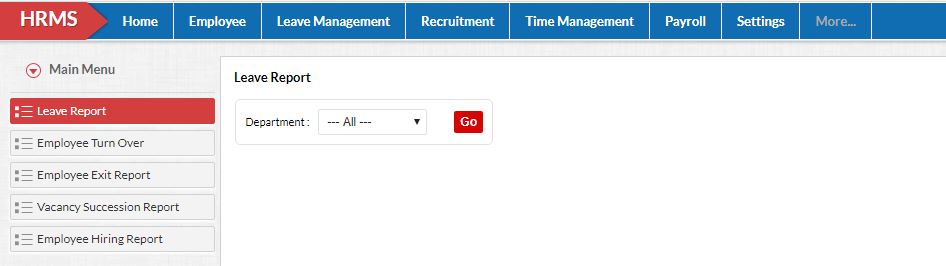 HRMS Home Employee Leave Management Recruitment Time Management Payroll Settings More...
Main Menu
Leave Report
Employee Turn Over
Employee Exit Report
Vacancy Succession Report
Employee Hiring Report
Leave Report
Department : --- All --- Go